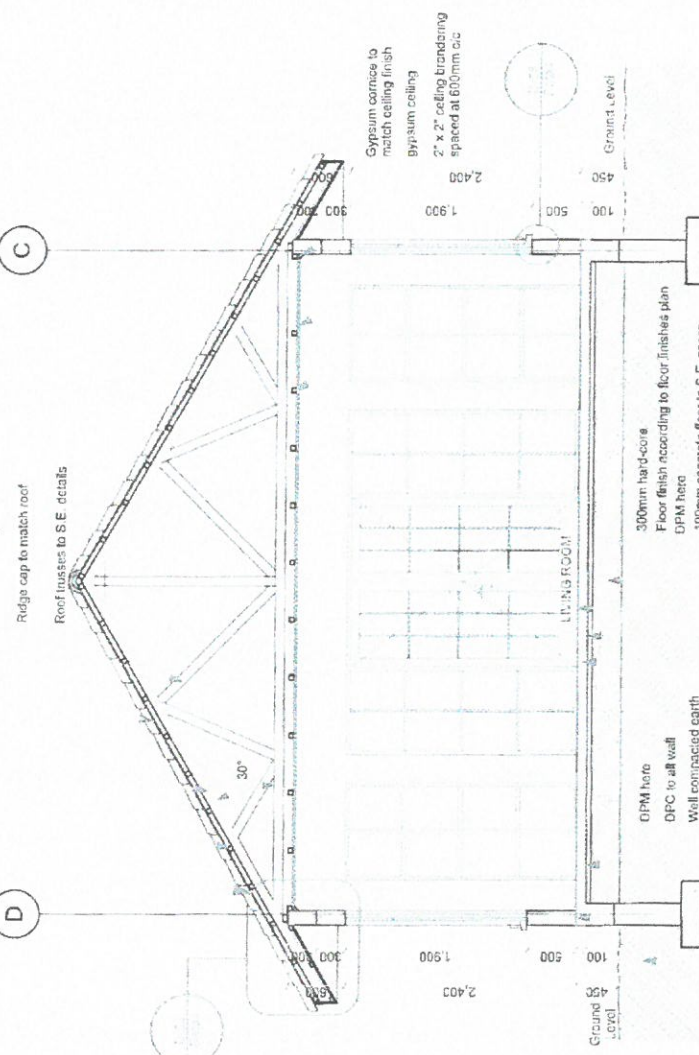 Ridge cap to match roof
Roof trusses to S.E. details
D
C
30°
Gypsum cornice to
match ceiling finish
gypsum ceiling
2" x 2" ceiling brandering
spaced at 600mm c/c
600
200
300
2,400
1,900
500
100
450
Ground Level
600
300
2,400
1,900
500
100
450
Ground
Level
LIVING ROOM
DPM here
DPC to all wall
Well compacted earth
300mm hard-core
Floor finish according to floor finishes plan
DPM here